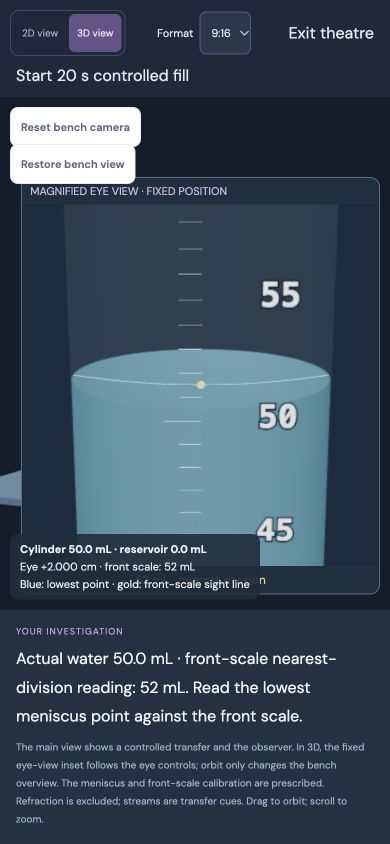 2D view 3D view Format 9:16 Exit theatre
Start 20 s controlled fill
Reset bench camera
Restore bench view
MAGNIFIED EYE VIEW · FIXED POSITION
55
50
45
Cylinder 50.0 mL · reservoir 0.0 mL
Eye +2.000 cm · front scale: 52 mL
Blue: lowest point · gold: front-scale sight line
YOUR INVESTIGATION
Actual water 50.0 mL · front-scale nearest-
division reading: 52 mL. Read the lowest
meniscus point against the front scale.
The main view shows a controlled transfer and the observer. In 3D, the fixed
eye-view inset follows the eye controls; orbit only changes the bench
overview. The meniscus and front-scale calibration are prescribed.
Refraction is excluded; streams are transfer cues. Drag to orbit; scroll to
zoom.